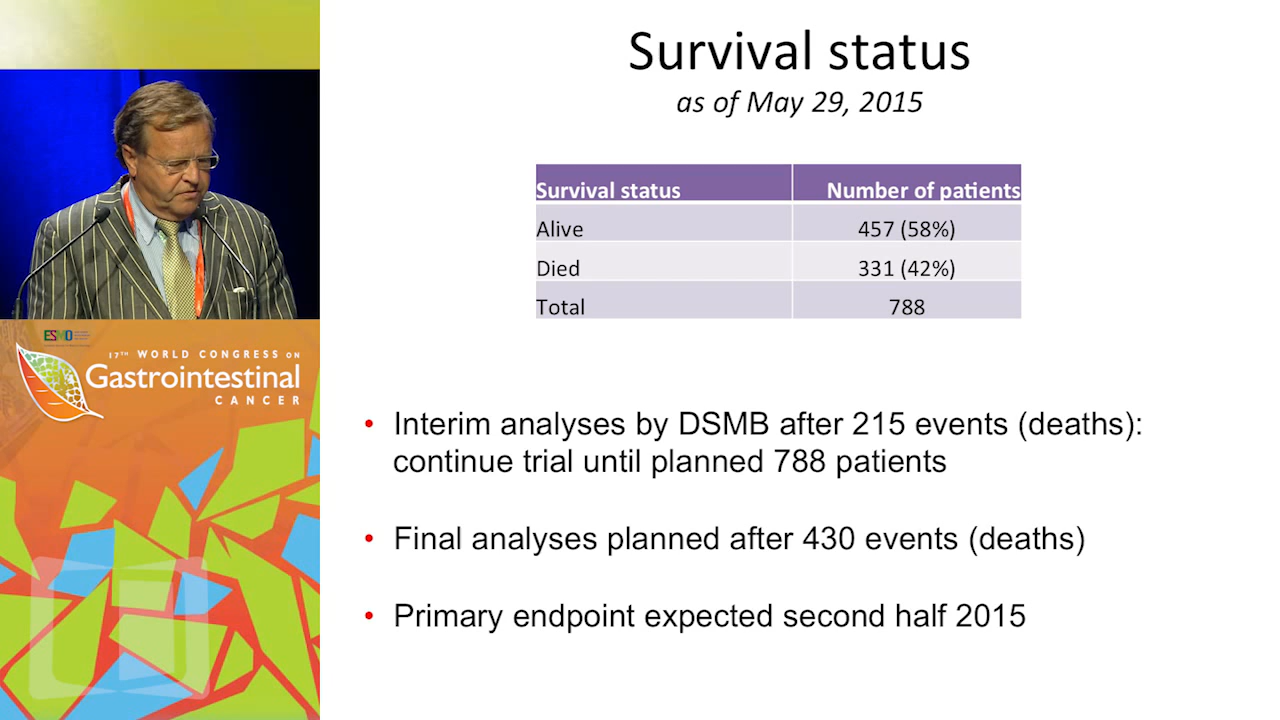 Survival status
as of May 29, 2015
Survival status Number of patients
Alive 457 (58%)
Died 331 (42%)
Total 788
• Interim analyses by DSMB after 215 events (deaths):
continue trial until planned 788 patients
• Final analyses planned after 430 events (deaths)
• Primary endpoint expected second half 2015
ESMO
17TH WORLD CONGRESS ON
Gastrointestinal
CANCER